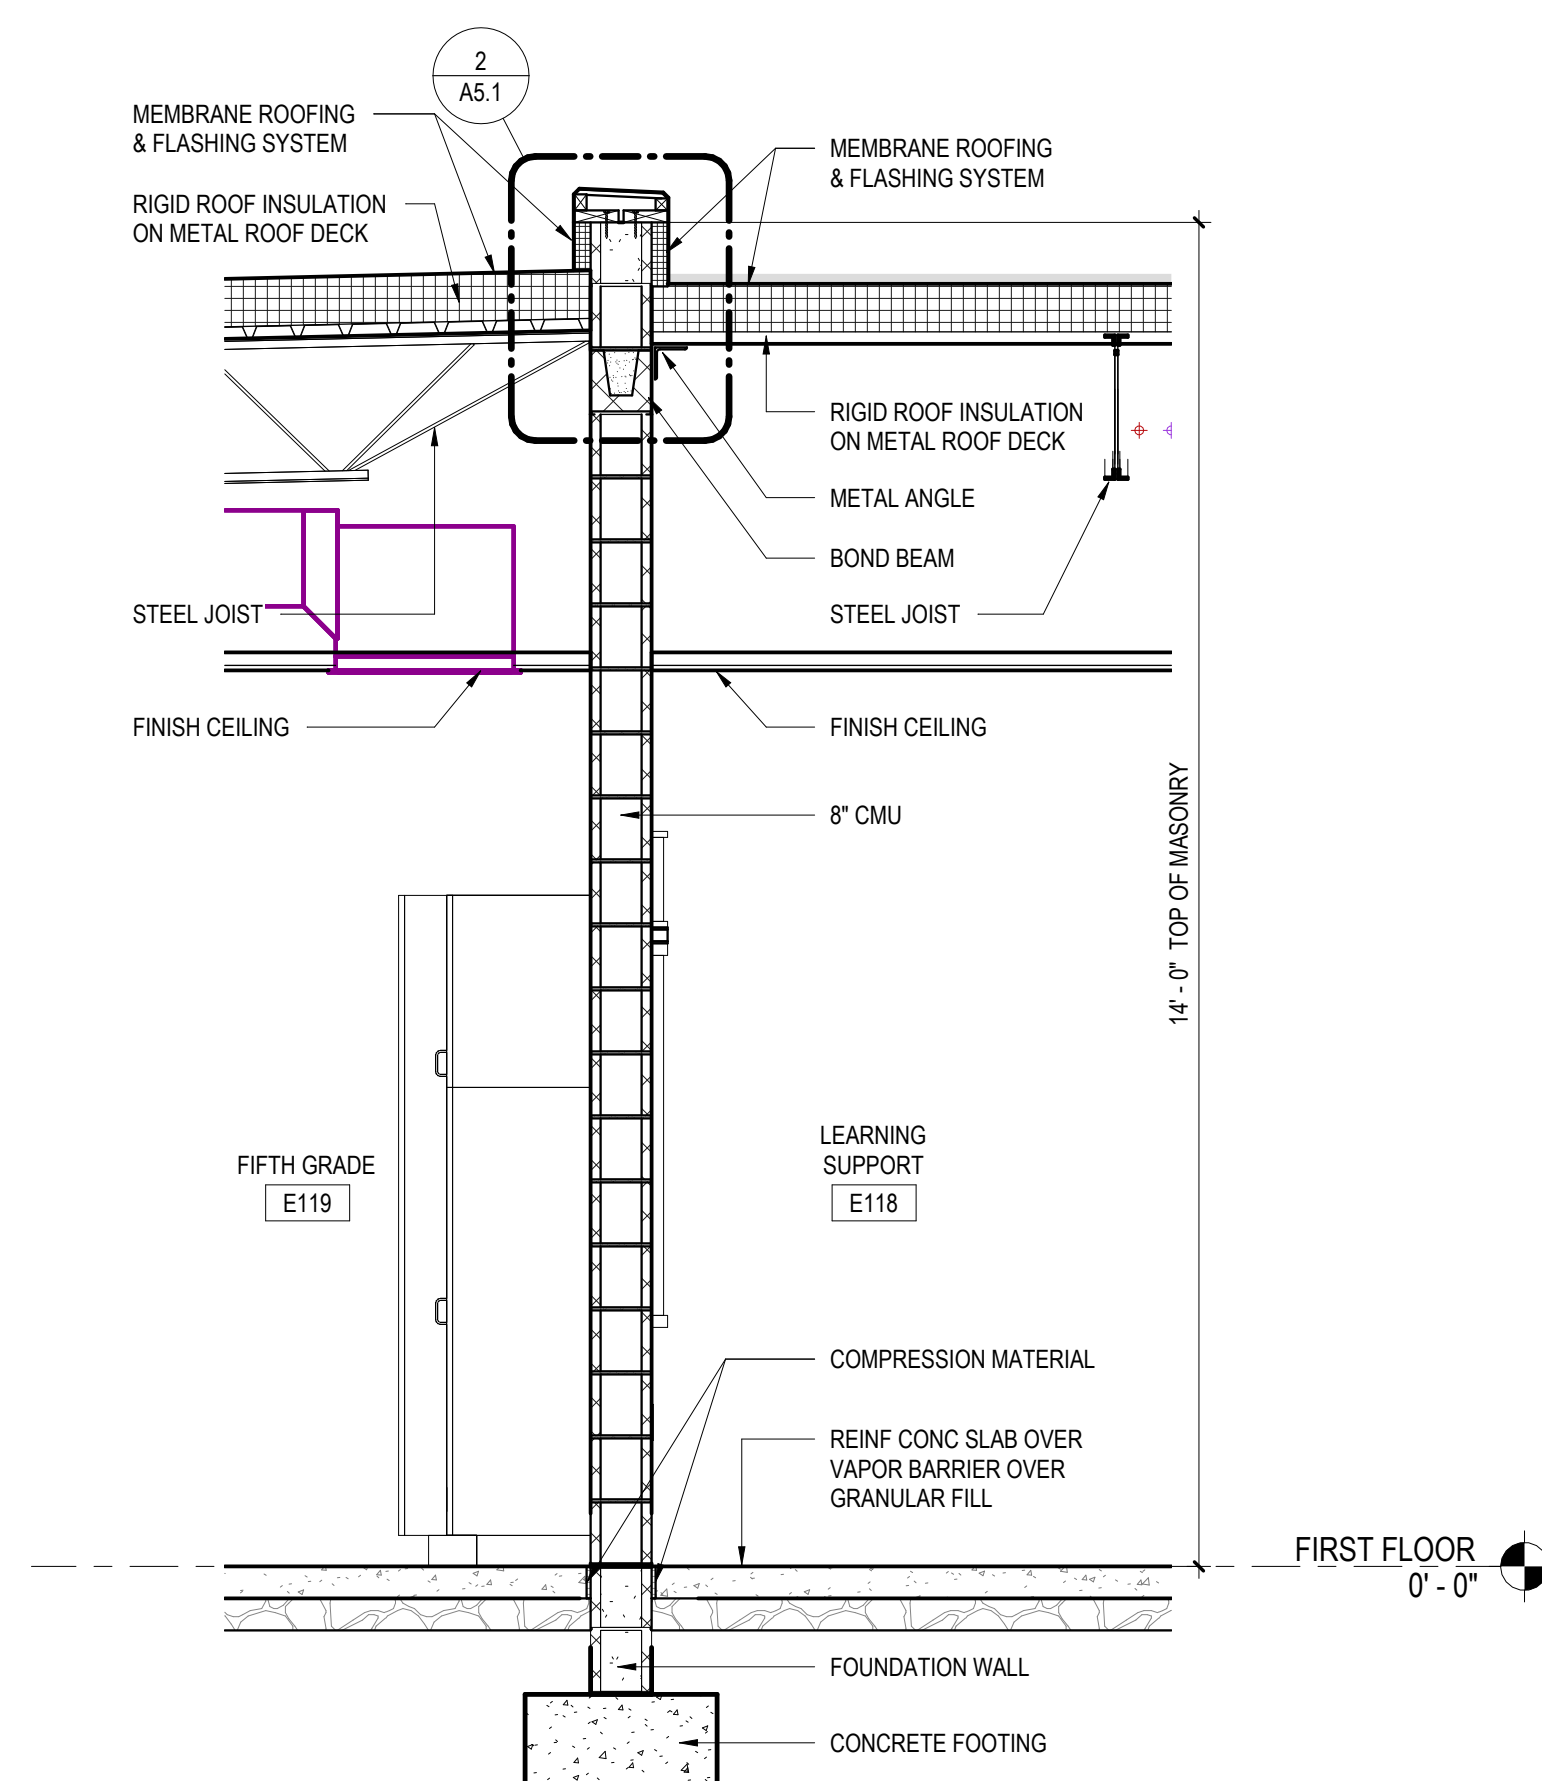 2
A5.1
MEMBRANE ROOFING
& FLASHING SYSTEM
RIGID ROOF INSULATION
ON METAL ROOF DECK
MEMBRANE ROOFING
& FLASHING SYSTEM
RIGID ROOF INSULATION
ON METAL ROOF DECK
METAL ANGLE
BOND BEAM
STEEL JOIST
STEEL JOIST
FINISH CEILING
FINISH CEILING
8" CMU
14' - 0" TOP OF MASONRY
FIFTH GRADE
E119
LEARNING
SUPPORT
E118
COMPRESSION MATERIAL
REINF CONC SLAB OVER
VAPOR BARRIER OVER
GRANULAR FILL
FIRST FLOOR
0' - 0"
FOUNDATION WALL
CONCRETE FOOTING